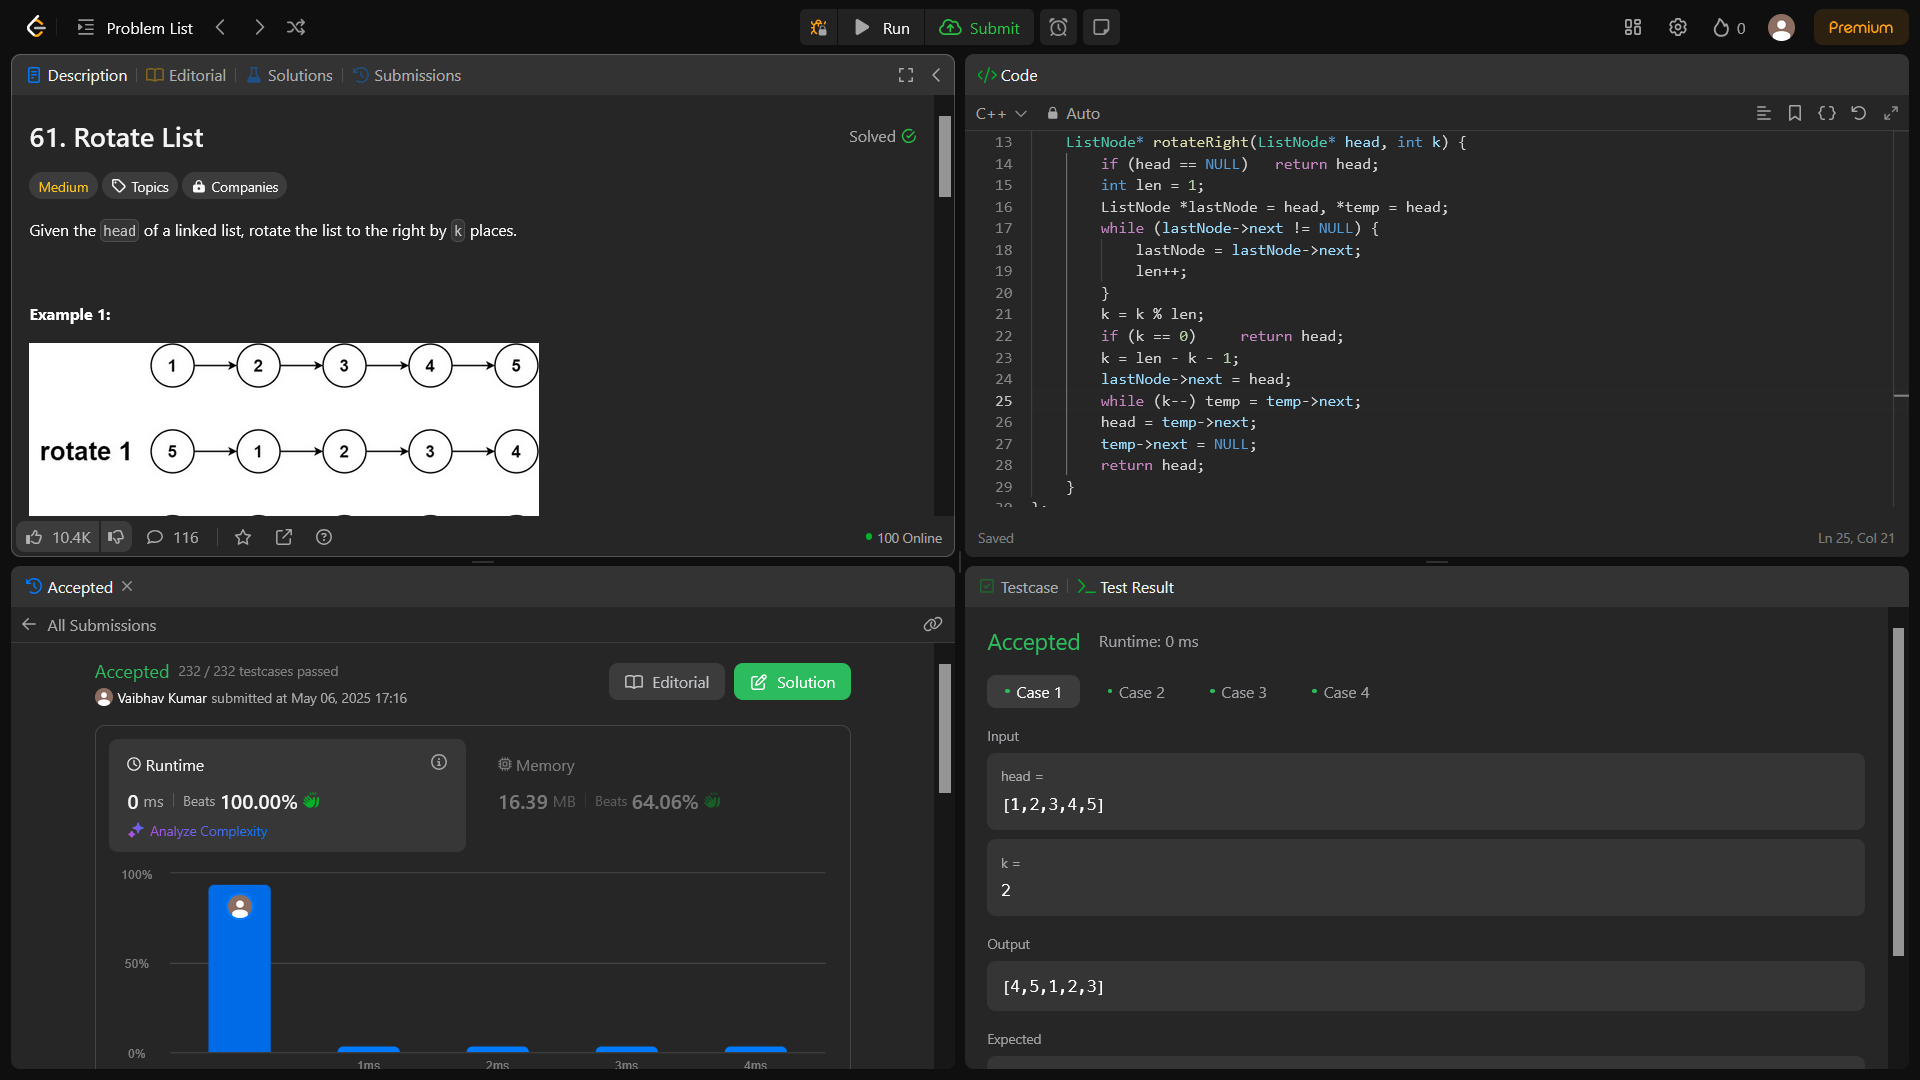 Problem List
Run
Submit
0
Premium
Description
Editorial
Solutions
Submissions
61. Rotate List
Solved
Medium
Topics
Companies
Given the head of a linked list, rotate the list to the right by k places.
Example 1:
1 2 3 4 5
rotate 1 5 1 2 3 4
10.4K
116
100 Online
Code
C++
Auto
13 ListNode* rotateRight(ListNode* head, int k) {
14 if (head == NULL)   return head;
15 int len = 1;
16 ListNode *lastNode = head, *temp = head;
17 while (lastNode->next != NULL) {
18 lastNode = lastNode->next;
19 len++;
20 }
21 k = k % len;
22 if (k == 0)     return head;
23 k = len - k - 1;
24 lastNode->next = head;
25 while (k--) temp = temp->next;
26 head = temp->next;
27 temp->next = NULL;
28 return head;
29 }
30 };
Saved
Ln 25, Col 21
Accepted
All Submissions
Accepted 232 / 232 testcases passed
Vaibhav Kumar submitted at May 06, 2025 17:16
Editorial
Solution
Runtime
0 ms Beats 100.00%
Analyze Complexity
Memory
16.39 MB Beats 64.06%
100%
50%
0%
1ms 2ms 3ms 4ms
Testcase
Test Result
Accepted Runtime: 0 ms
Case 1 Case 2 Case 3 Case 4
Input
head =
[1,2,3,4,5]
k =
2
Output
[4,5,1,2,3]
Expected